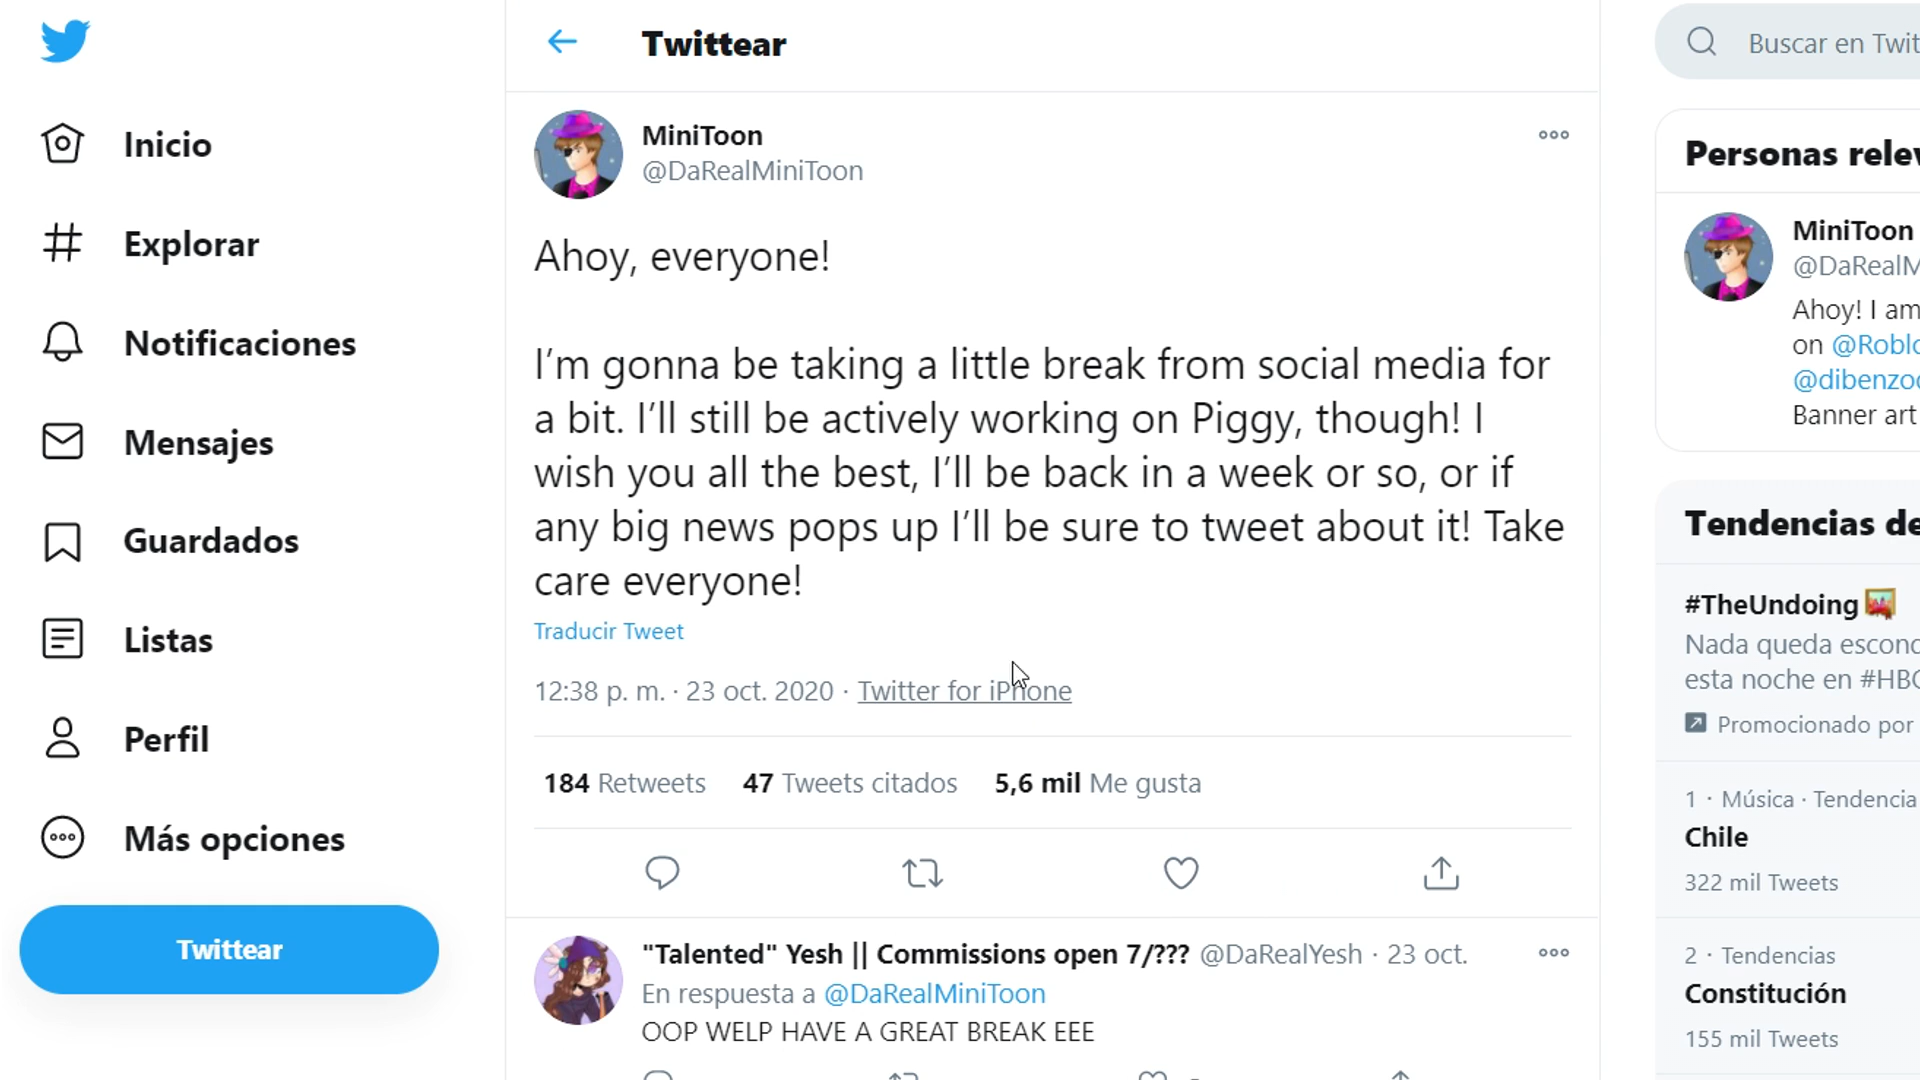 Inicio
Explorar
Notificaciones
Mensajes
Guardados
Listas
Perfil
Más opciones
Twittear
Twittear
MiniToon
@DaRealMiniToon
Ahoy, everyone!
I’m gonna be taking a little break from social media for
a bit. I’ll still be actively working on Piggy, though! I
wish you all the best, I’ll be back in a week or so, or if
any big news pops up I’ll be sure to tweet about it! Take
care everyone!
Traducir Tweet
12:38 p. m. · 23 oct. 2020 · Twitter for iPhone
184 Retweets 47 Tweets citados 5,6 mil Me gusta
"Talented" Yesh || Commissions open 7/??? @DaRealYesh · 23 oct.
En respuesta a @DaRealMiniToon
OOP WELP HAVE A GREAT BREAK EEE
Buscar en Twit
Personas relev
MiniToon
@DaRealM
Ahoy! I am
on @Roblo
@dibenzo
Banner art
Tendencias de
#TheUndoing
Nada queda escond
esta noche en #HBO
Promocionado por
1 · Música · Tendencia
Chile
322 mil Tweets
2 · Tendencias
Constitución
155 mil Tweets